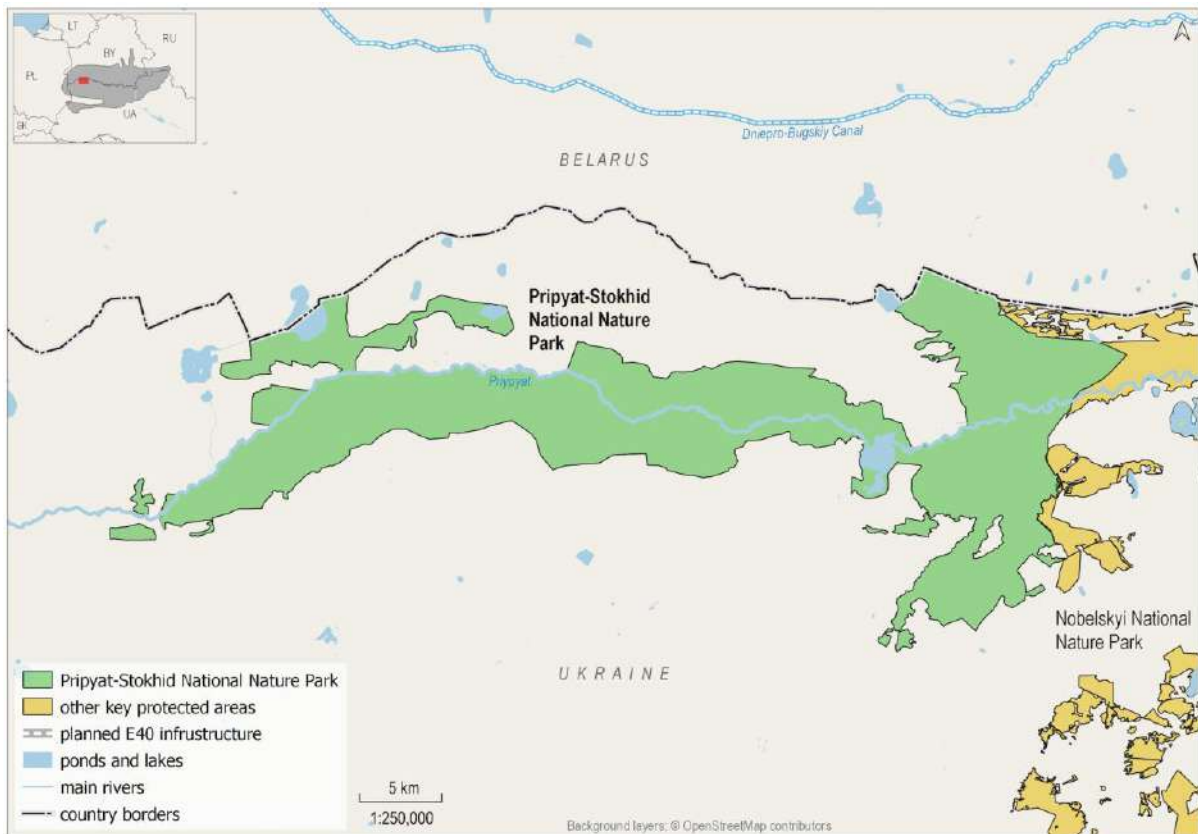 LT
RU
BY
PL
UA
SK
Dniepro-Bugskiy Canal
BELARUS
Pripyat-Stokhid
National Nature
Park
Pripyat
Nobelskyi National
Nature Park
UKRAINE
Pripyat-Stokhid National Nature Park
other key protected areas
planned E40 infrustructure
ponds and lakes
main rivers
country borders
5 km
1:250,000
Background layers: © OpenStreetMap contributors